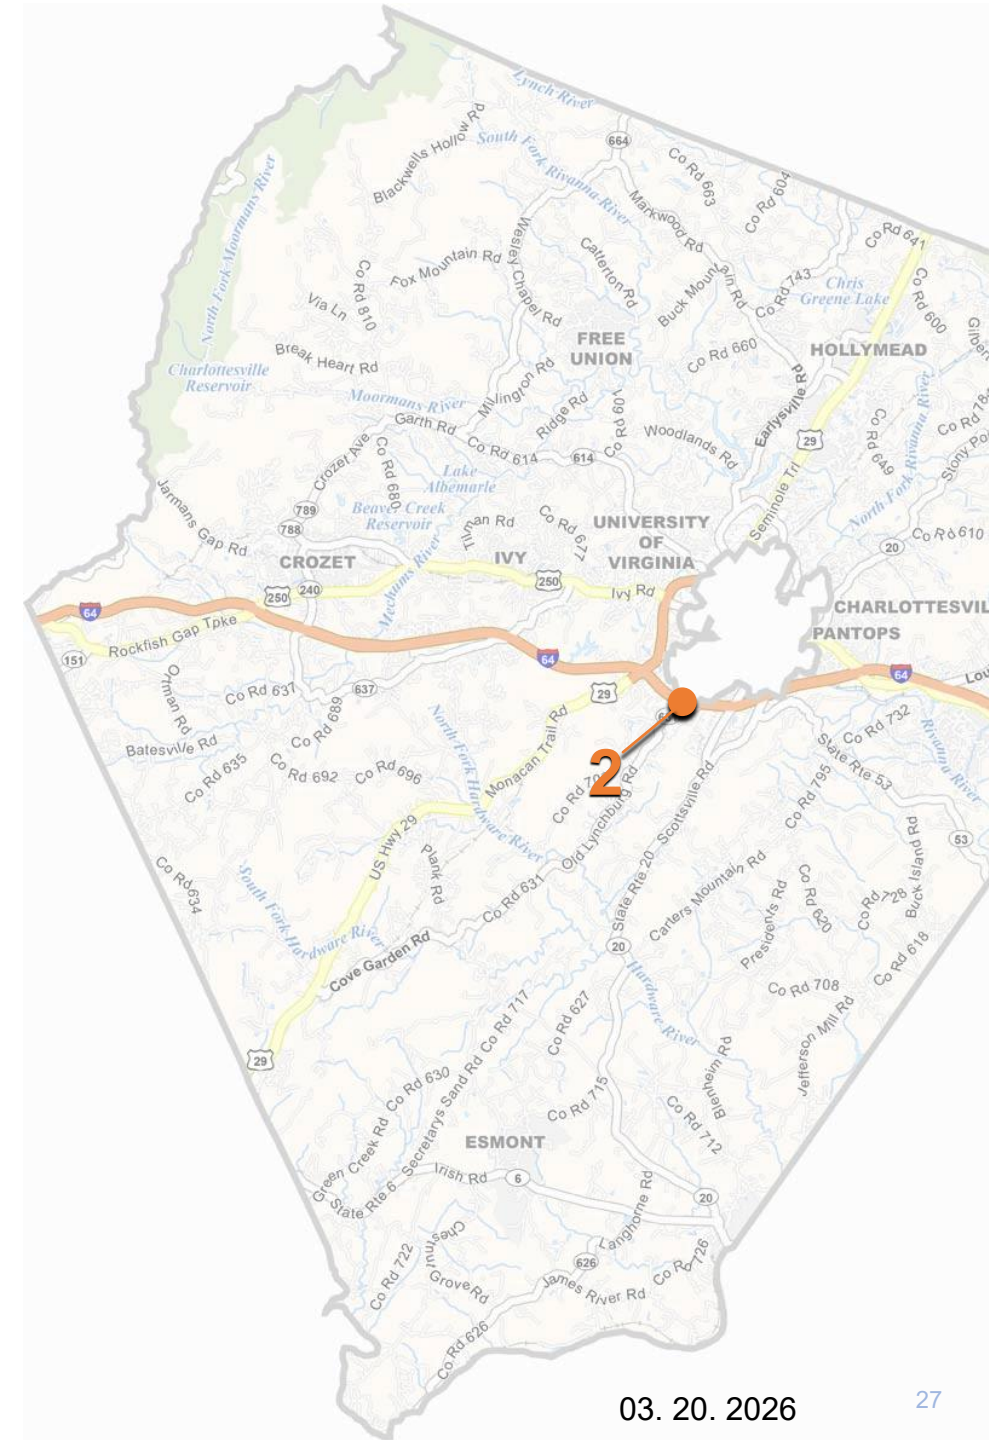 Lynch River
South Fork Rivanna River
664
Blackwells Hollow Rd
Co Rd 663
Co Rd 604
Markwood Rd
Co Rd 641
North Fork Moormans River
Wesley Chapel Rd
Catterton Rd
Buck Mountain Rd
Co Rd 743
Fox Mountain Rd
Co Rd 810
Chris
Greene Lake
Co Rd 600
Via Ln
FREE
UNION
Co Rd 660
HOLLYMEAD
Gilber
Break Heart Rd
Charlottesville
Reservoir
Millington Rd
Earlysville Rd
Moormans River
Garth Rd
Ridge Rd
Co Rd 601
Woodlands Rd
29
Co Rd 649
North Fork Rivanna River
Co Rd 784
Stony Poi
Crozet Ave
Co Rd 680
Co Rd 614
614
Lake
Albemarle
Seminole Trl
Jarmans Gap Rd
789
Beaver Creek
Reservoir
788
Tilman Rd
Co Rd 677
UNIVERSITY
OF
VIRGINIA
Co Rd 610
20
CROZET
IVY
250
250
240
Ivy Rd
Mechums River
64
CHARLOTTESVIL
PANTOPS
Rockfish Gap Tpke
151
64
64
Lou
Ortman Rd
Co Rd 637
637
29
Co Rd 689
North Fork Hardware River
Monacan Trail Rd
Co Rd 732
Rivanna River
Batesville Rd
Co Rd 635
Co Rd 692
Co Rd 696
2
Old Lynchburg Rd
State Rte 20
Scottsville Rd
State Rte 53
Co Rd 795
53
US Hwy 29
Plank Rd
Co Rd 631
Carters Mountain Rd
Presidents Rd
Co Rd 620
Co Rd 728
Buck Island Rd
Co Rd 634
South Fork Hardware River
Cove Garden Rd
20
Hardware River
Co Rd 618
Co Rd 708
Jefferson Mill Rd
29
Co Rd 717
Co Rd 627
Blenheim Rd
Co Rd 630
Secretarys Sand Rd
Co Rd 715
Co Rd 712
Green Creek Rd
ESMONT
State Rte 6
Irish Rd
6
20
Langhorne Rd
Co Rd 722
Chestnut Grove Rd
626
James River Rd
Co Rd 726
Co Rd 626
03. 20. 2026
27